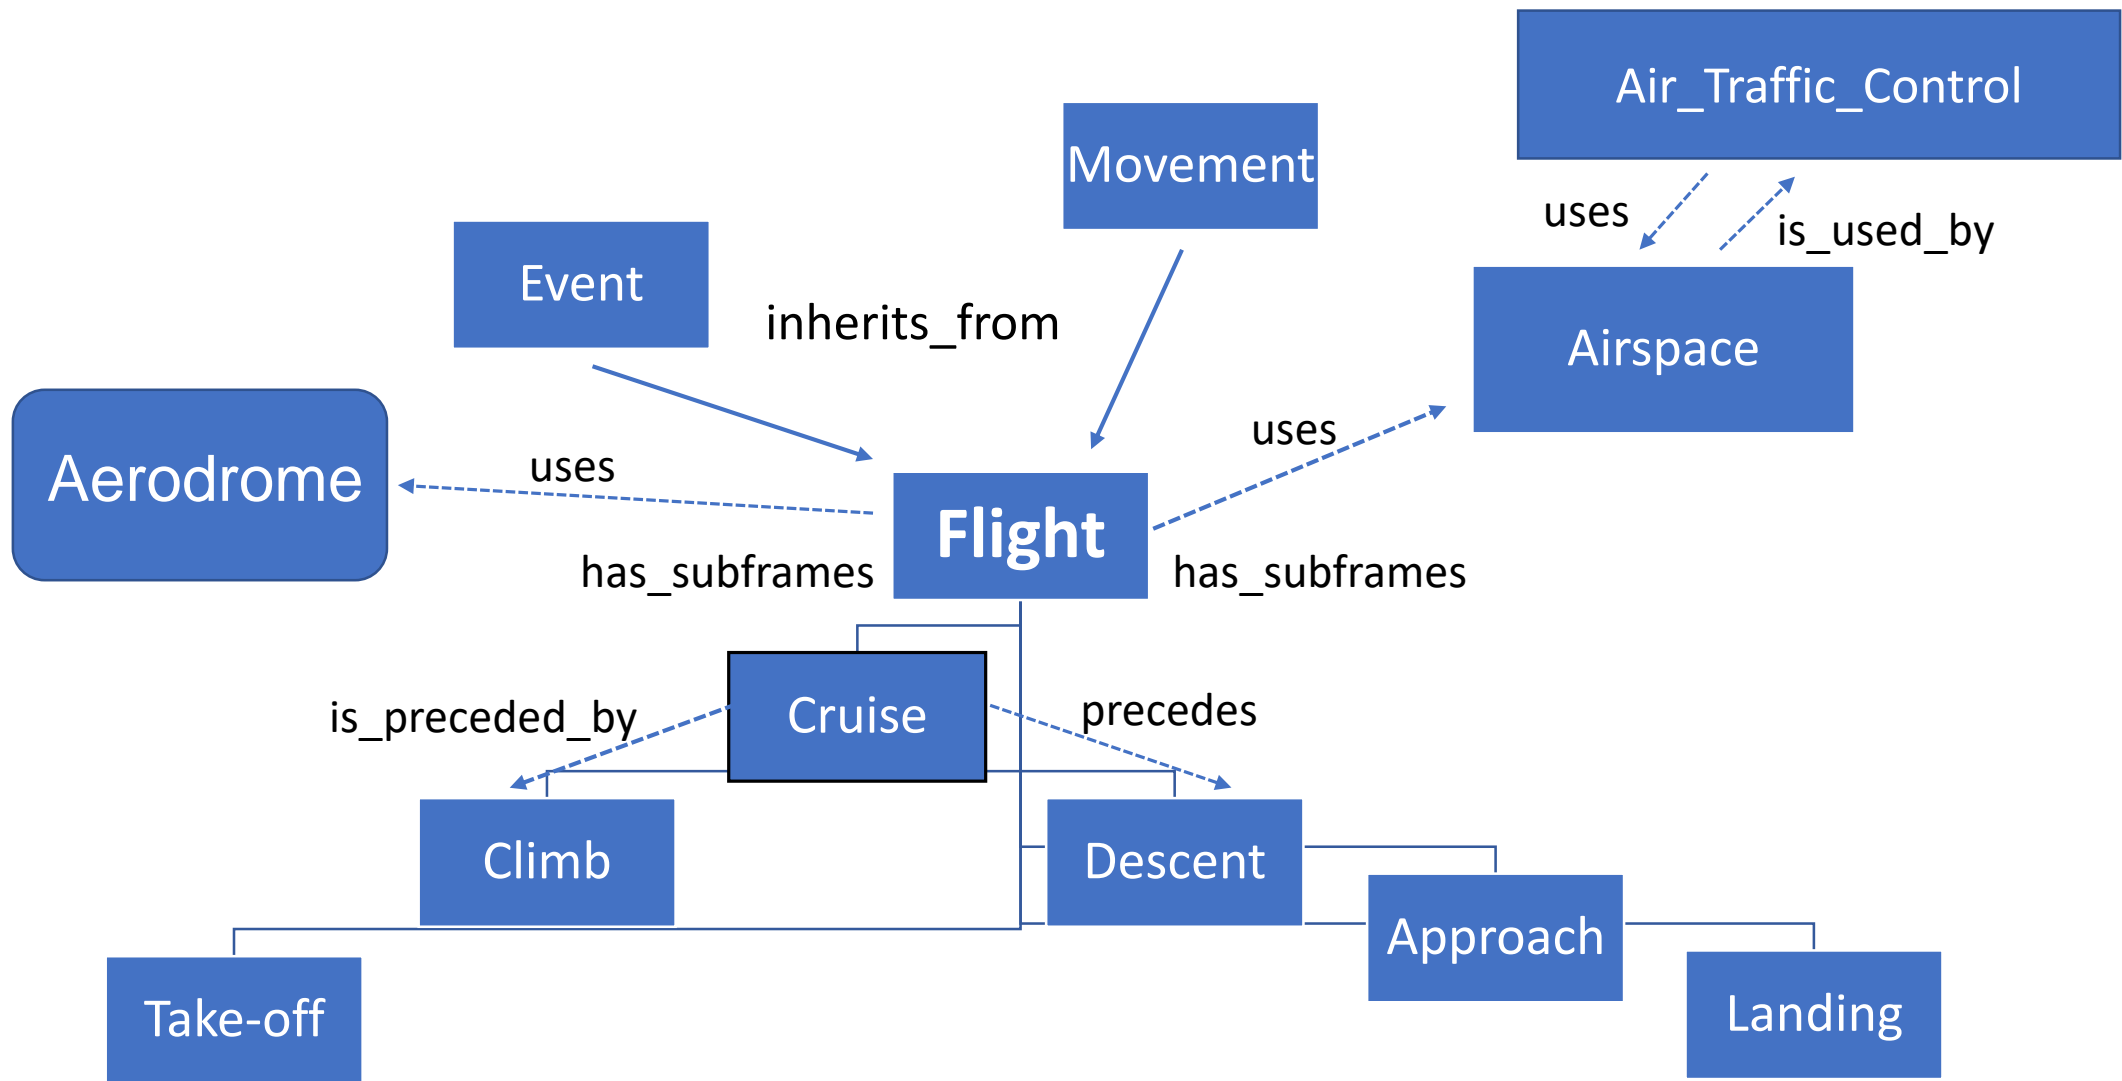 Air_Traffic_Control
Movement
uses
is_used_by
Event
inherits_from
Airspace
uses
Aerodrome
uses
Flight
has_subframes
has_subframes
Cruise
is_preceded_by
precedes
Climb
Descent
Approach
Take-off
Landing